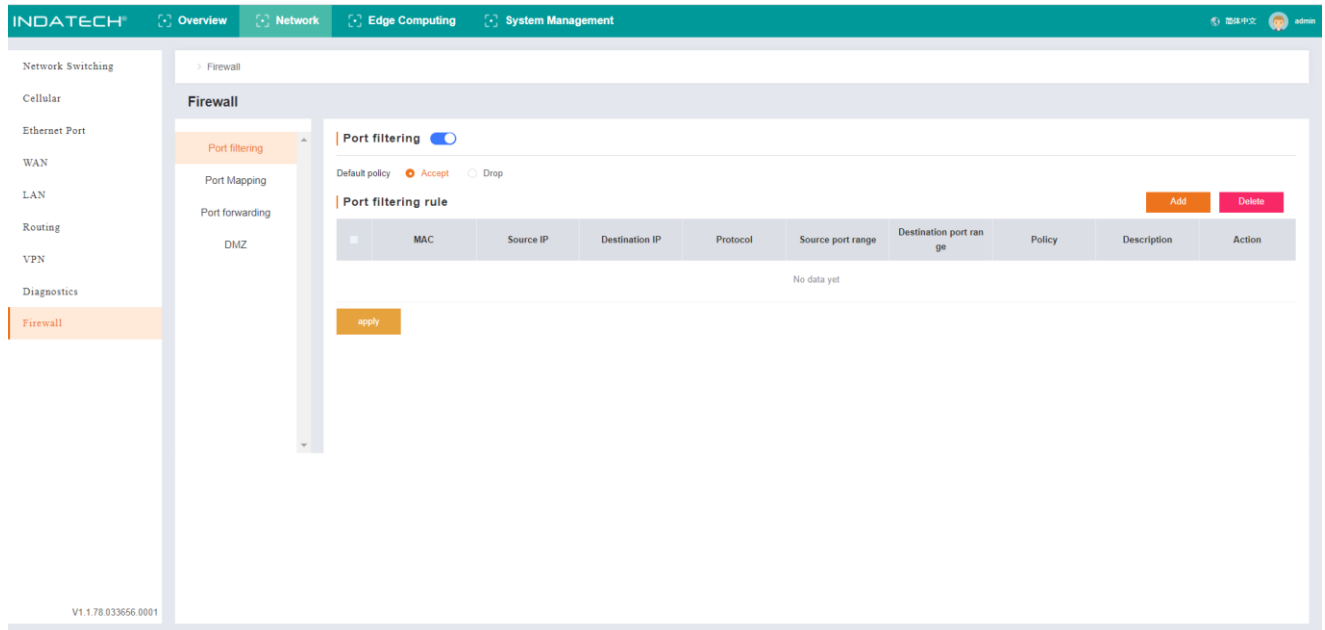 INDATECH® Overview Network Edge Computing System Management 简体中文 admin
Network Switching
Cellular
Ethernet Port
WAN
LAN
Routing
VPN
Diagnostics
Firewall
V1.1.78.033656.0001
> Firewall
Firewall
Port filtering
Port Mapping
Port forwarding
DMZ
Port filtering
Default policy Accept Drop
Port filtering rule Add Delete
MAC Source IP Destination IP Protocol Source port range Destination port ran
ge Policy Description Action
No data yet
apply